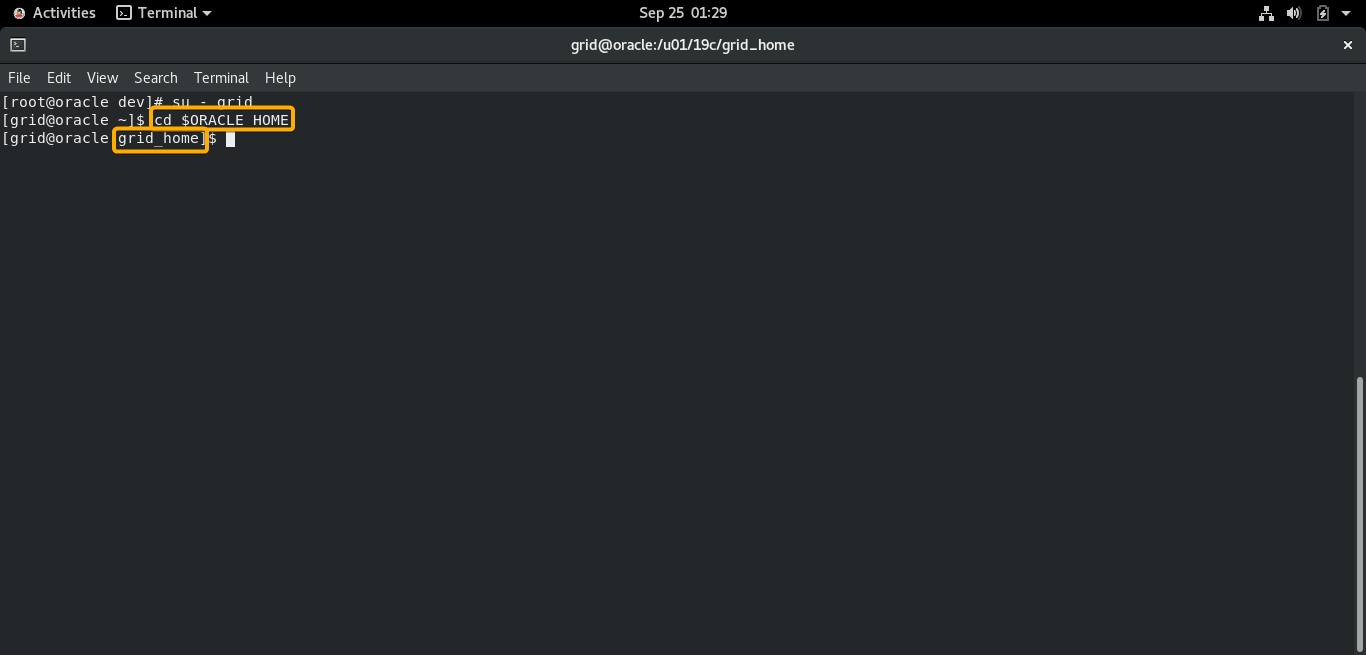 Activities Terminal Sep 25 01:29
grid@oracle:/u01/19c/grid_home
File Edit View Search Terminal Help
[root@oracle dev]# su - grid
[grid@oracle ~]$ cd $ORACLE_HOME
[grid@oracle grid_home]$